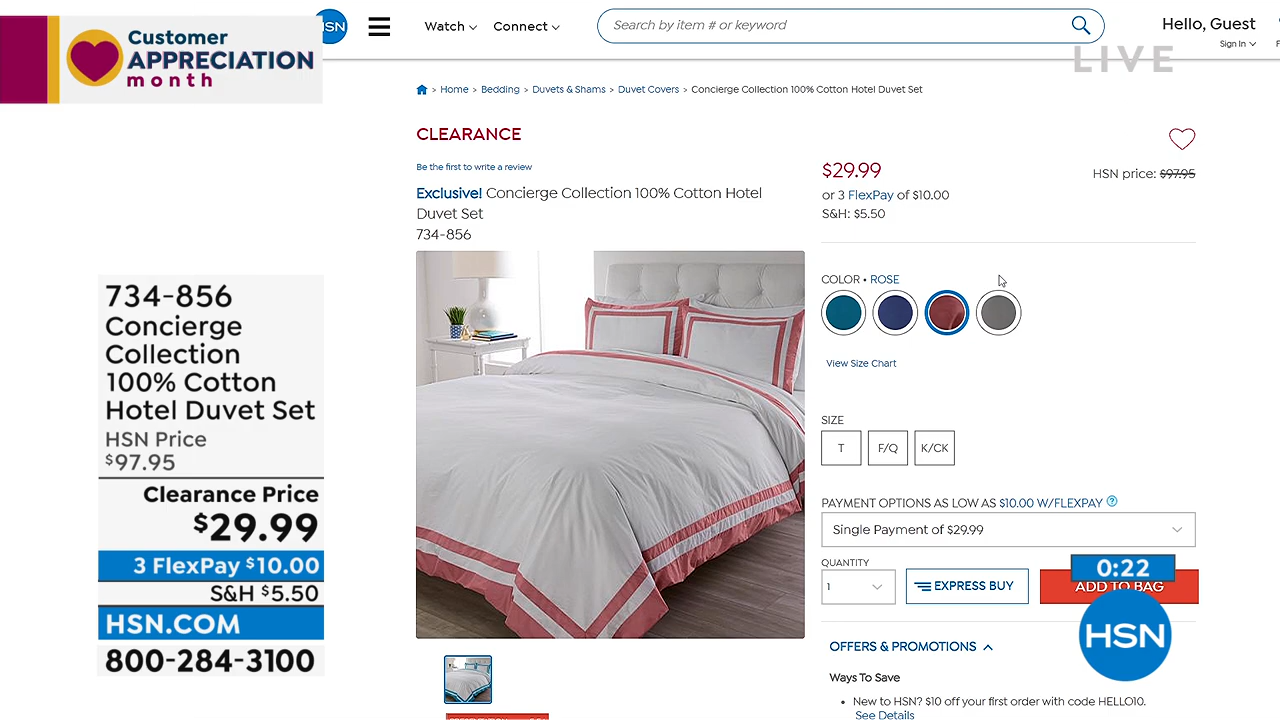 Customer
APPRECIATION
month
HSN
Watch
Connect
Search by item # or keyword
Hello, Guest
Sign In
LIVE
> Home > Bedding > Duvets & Shams > Duvet Covers > Concierge Collection 100% Cotton Hotel Duvet Set
CLEARANCE
Be the first to write a review
Exclusive! Concierge Collection 100% Cotton Hotel
Duvet Set
734-856
$29.99
HSN price: $97.95
or 3 FlexPay of $10.00
S&H: $5.50
COLOR • ROSE
View Size Chart
SIZE
T
F/Q
K/CK
PAYMENT OPTIONS AS LOW AS $10.00 W/FLEXPAY ?
Single Payment of $29.99
QUANTITY
1
EXPRESS BUY
0:22
ADD TO BAG
HSN
OFFERS & PROMOTIONS
Ways To Save
• New to HSN? $10 off your first order with code HELLO10.
See Details
734-856
Concierge
Collection
100% Cotton
Hotel Duvet Set
HSN Price
$97.95
Clearance Price
$29.99
3 FlexPay $10.00
S&H $5.50
HSN.COM
800-284-3100